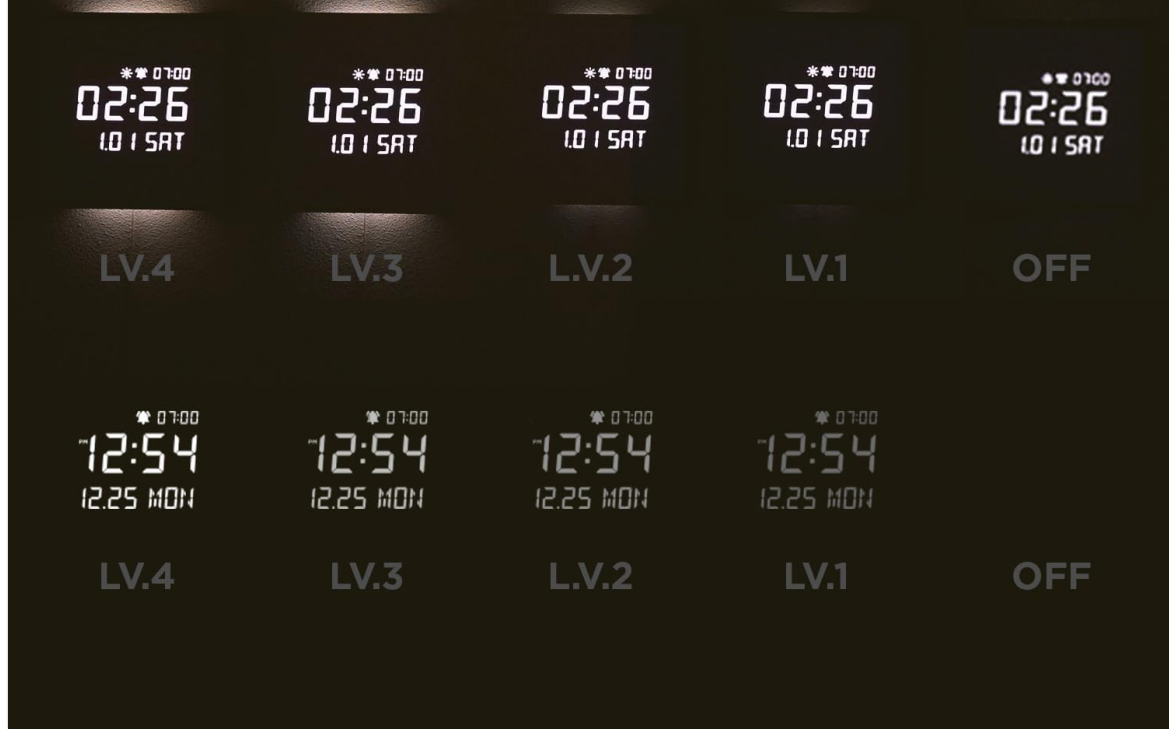 07:00 07:00 07:00 07:00 07:00
02:26 02:26 02:26 02:26 02:26
1.01 SAT 1.01 SAT 1.01 SAT 1.01 SAT 1.01 SAT
LV.4 LV.3 L.V.2 LV.1 OFF
07:00 07:00 07:00 07:00
PM 12:54 PM 12:54 PM 12:54 PM 12:54
12.25 MON 12.25 MON 12.25 MON 12.25 MON
LV.4 LV.3 L.V.2 LV.1 OFF